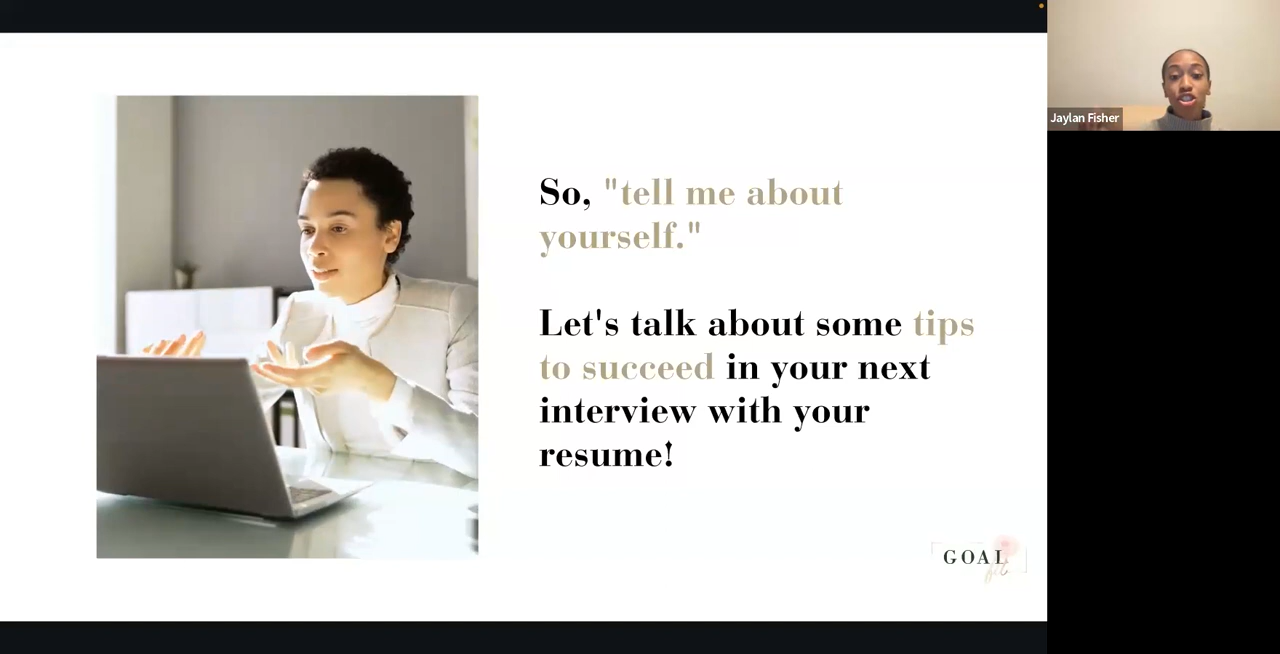 So, "tell me about
yourself."
Let's talk about some tips
to succeed in your next
interview with your
resume!
GOAL
fit
Jaylan Fisher